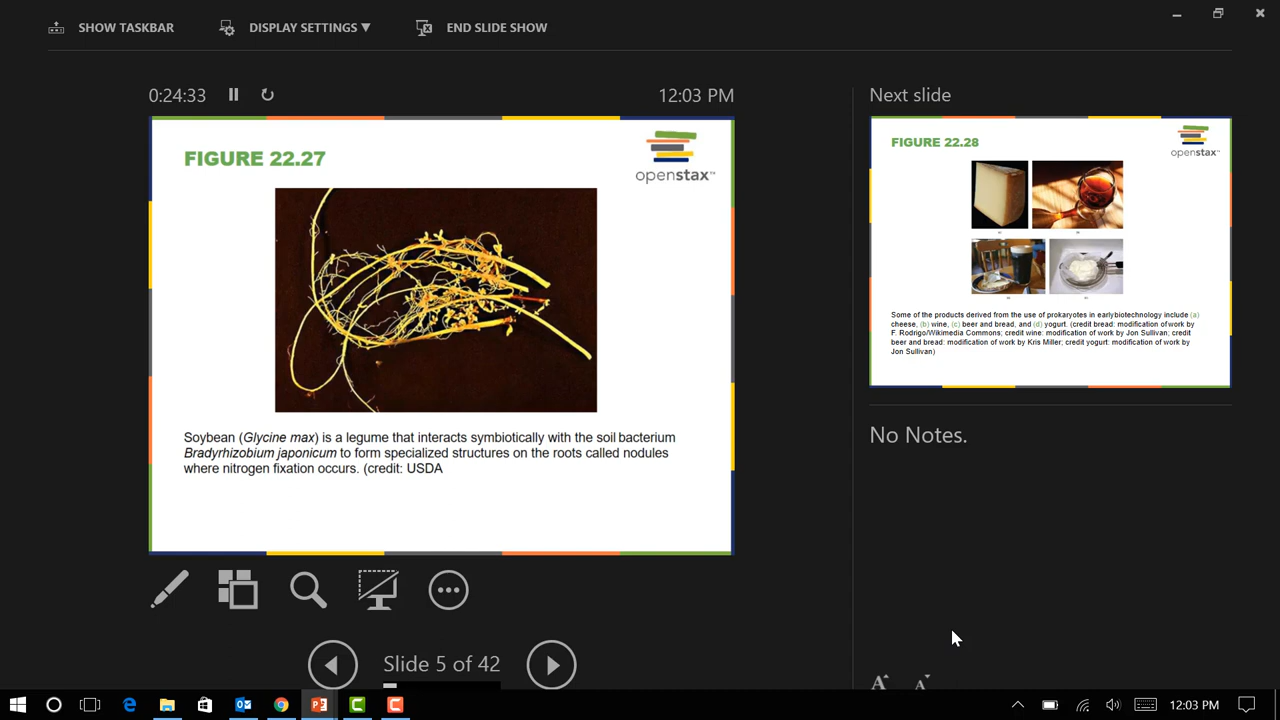 SHOW TASKBAR
DISPLAY SETTINGS ▼
END SLIDE SHOW
0:24:33
12:03 PM
FIGURE 22.27
openstax™
Soybean (Glycine max) is a legume that interacts symbiotically with the soil bacterium
Bradyrhizobium japonicum to form specialized structures on the roots called nodules
where nitrogen fixation occurs. (credit: USDA
Slide 5 of 42
Next slide
FIGURE 22.28
openstax™
Some of the products derived from the use of prokaryotes in earlybiotechnology include (a)
cheese, (b) wine, (c) beer and bread, and (d) yogurt. (credit bread: modification of work by
F. Rodrigo/Wikimedia Commons; credit wine: modification of work by Jon Sullivan; credit
beer and bread: modification of work by Kris Miller; credit yogurt: modification of work by
Jon Sullivan)
No Notes.
A A
12:03 PM